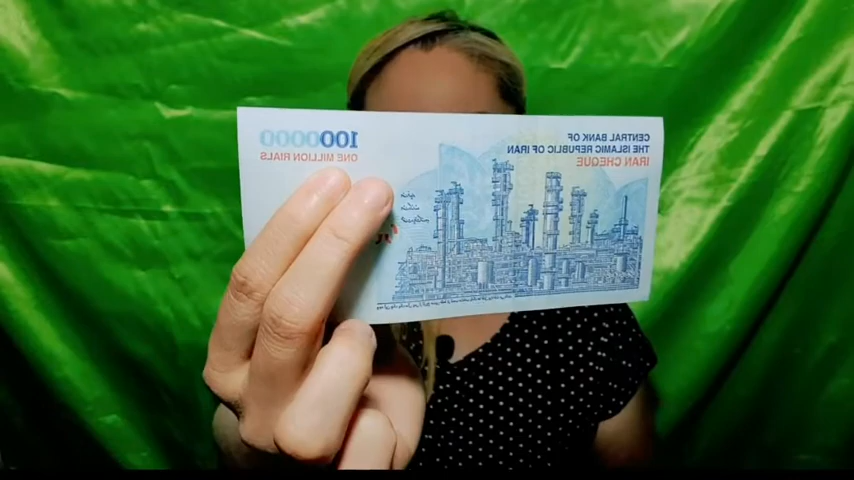 CENTRAL BANK OF
THE ISLAMIC REPUBLIC OF IRAN
IRAN CHEQUE
1000000
ONE MILLION RIALS